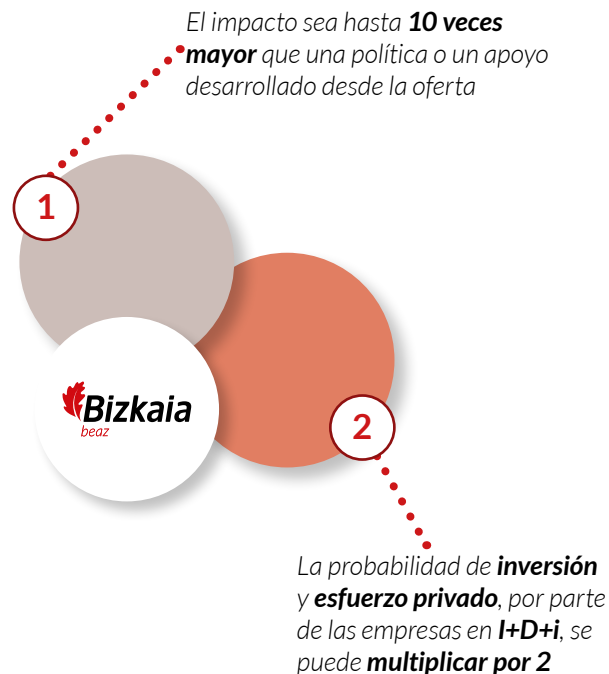 El impacto sea hasta 10 veces
mayor que una política o un apoyo
desarrollado desde la oferta
1
Bizkaia
beaz
2
La probabilidad de inversión
y esfuerzo privado, por parte
de las empresas en I+D+i, se
puede multiplicar por 2